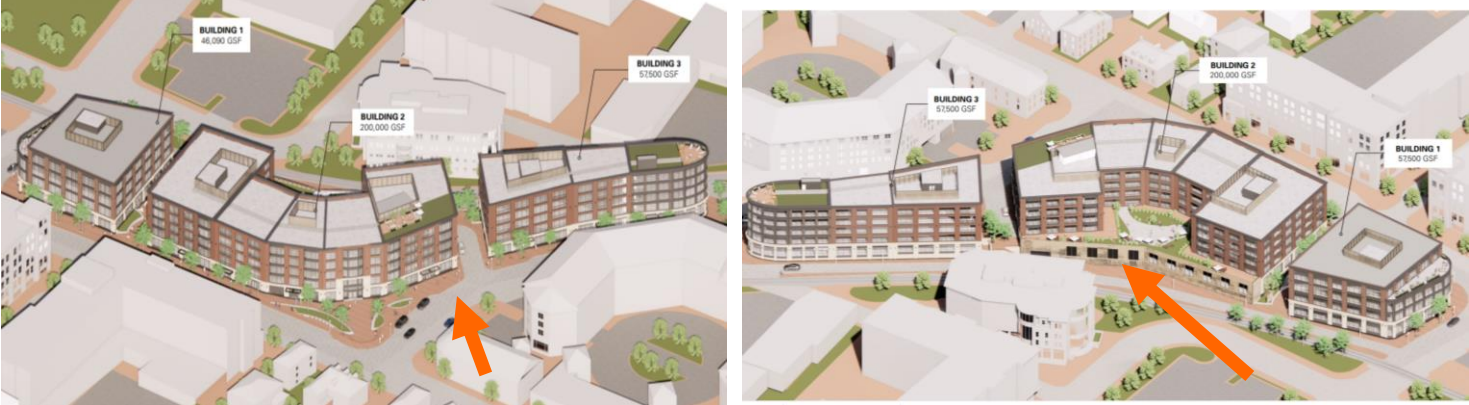 BUILDING 1
46,090 GSF
BUILDING 2
200,000 GSF
BUILDING 3
57,500 GSF
BUILDING 3
57,500 GSF
BUILDING 2
200,000 GSF
BUILDING 1
57,500 GSF